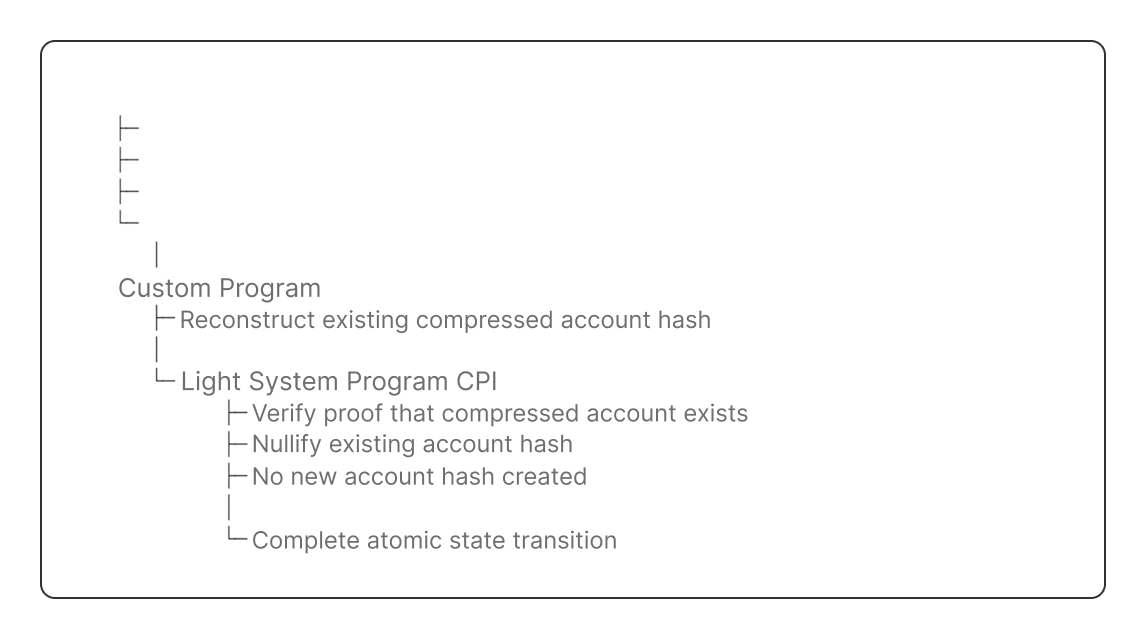 ├─
├─
├─
└─
│
Custom Program
├─ Reconstruct existing compressed account hash
│
└─ Light System Program CPI
├─ Verify proof that compressed account exists
├─ Nullify existing account hash
├─ No new account hash created
│
└─ Complete atomic state transition